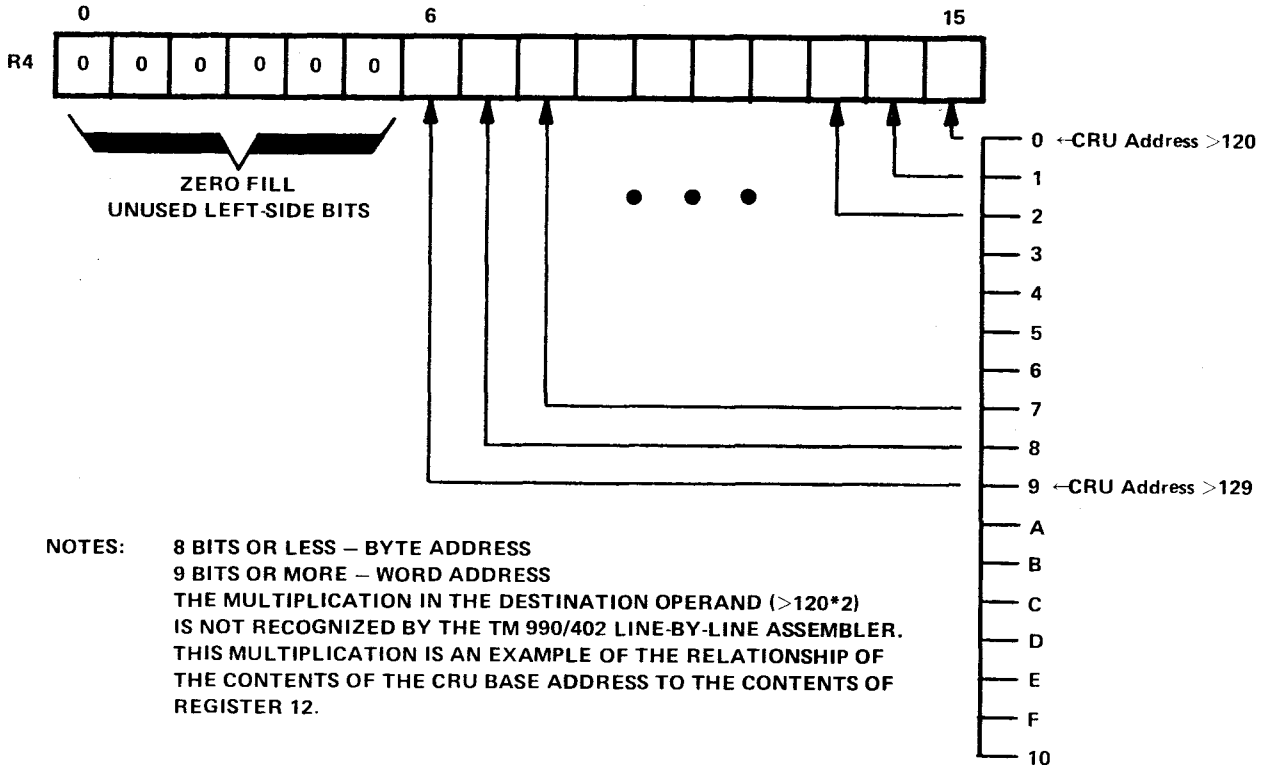 0 6 15
R4 0 0 0 0 0 0
ZERO FILL
UNUSED LEFT-SIDE BITS
0 ←CRU Address >120
1
2
3
4
5
6
7
8
9 ←CRU Address >129
A
B
C
D
E
F
10
NOTES: 8 BITS OR LESS – BYTE ADDRESS
9 BITS OR MORE – WORD ADDRESS
THE MULTIPLICATION IN THE DESTINATION OPERAND (>120*2)
IS NOT RECOGNIZED BY THE TM 990/402 LINE-BY-LINE ASSEMBLER.
THIS MULTIPLICATION IS AN EXAMPLE OF THE RELATIONSHIP OF
THE CONTENTS OF THE CRU BASE ADDRESS TO THE CONTENTS OF
REGISTER 12.